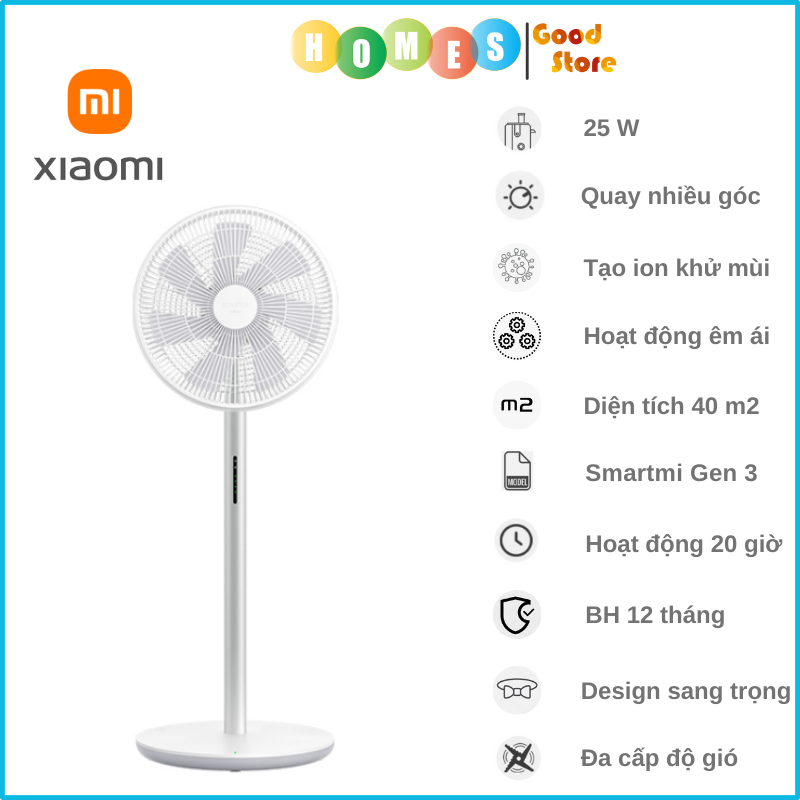 HOMES
Good
Store
mi
xiaomi
25 W
Quay nhiều góc
Tạo ion khử mùi
Hoạt động êm ái
m2
Diện tích 40 m2
MODEL
Smartmi Gen 3
Hoạt động 20 giờ
BH 12 tháng
Design sang trọng
Đa cấp độ gió